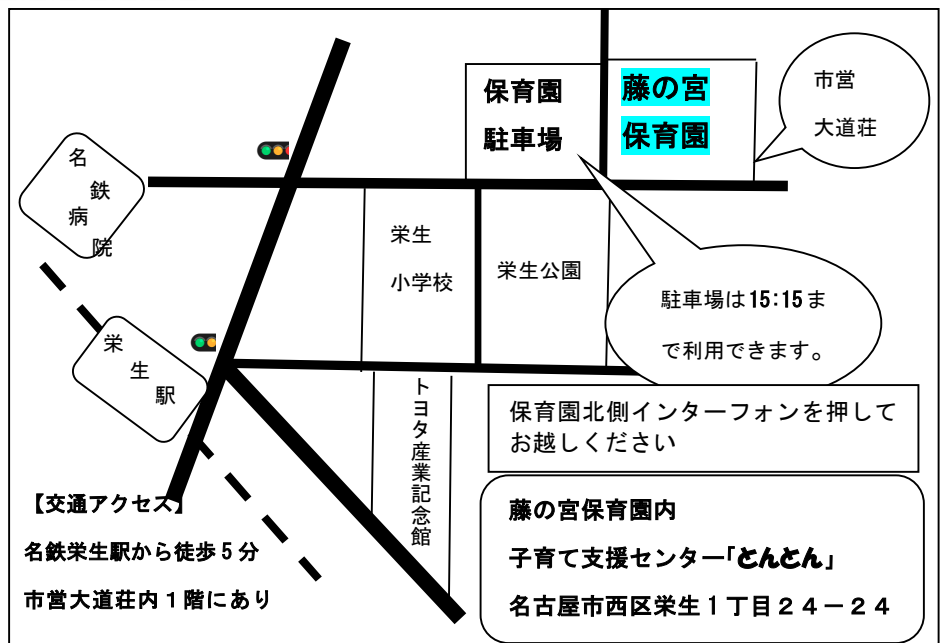 保育園
駐車場
藤の宮
保育園
市営
大道荘
名鉄病院
栄生
小学校
栄生公園
駐車場は15:15ま
で利用できます。
栄生駅
トヨタ産業記念館
保育園北側インターフォンを押して
お越しください
【交通アクセス】
名鉄栄生駅から徒歩５分
市営大道荘内１階にあり
藤の宮保育園内
子育て支援センター「とんとん」
名古屋市西区栄生１丁目２４－２４